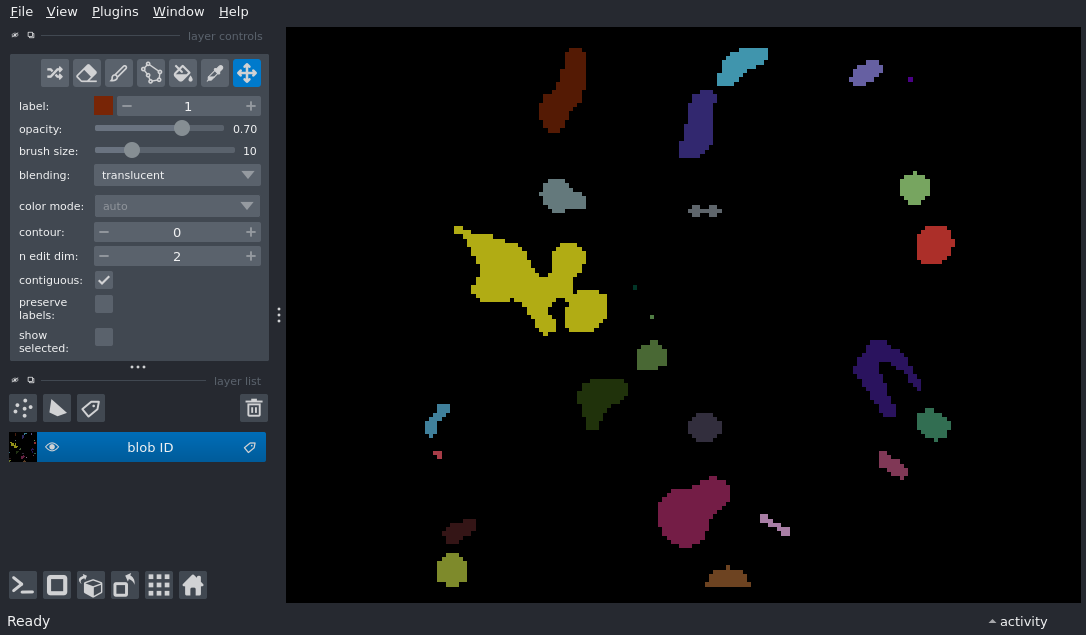 File View Plugins Window Help
layer controls
label: 1
opacity: 0.70
brush size: 10
blending: translucent
color mode: auto
contour: 0
n edit dim: 2
contiguous:
preserve
labels:
show
selected:
layer list
blob ID
Ready activity